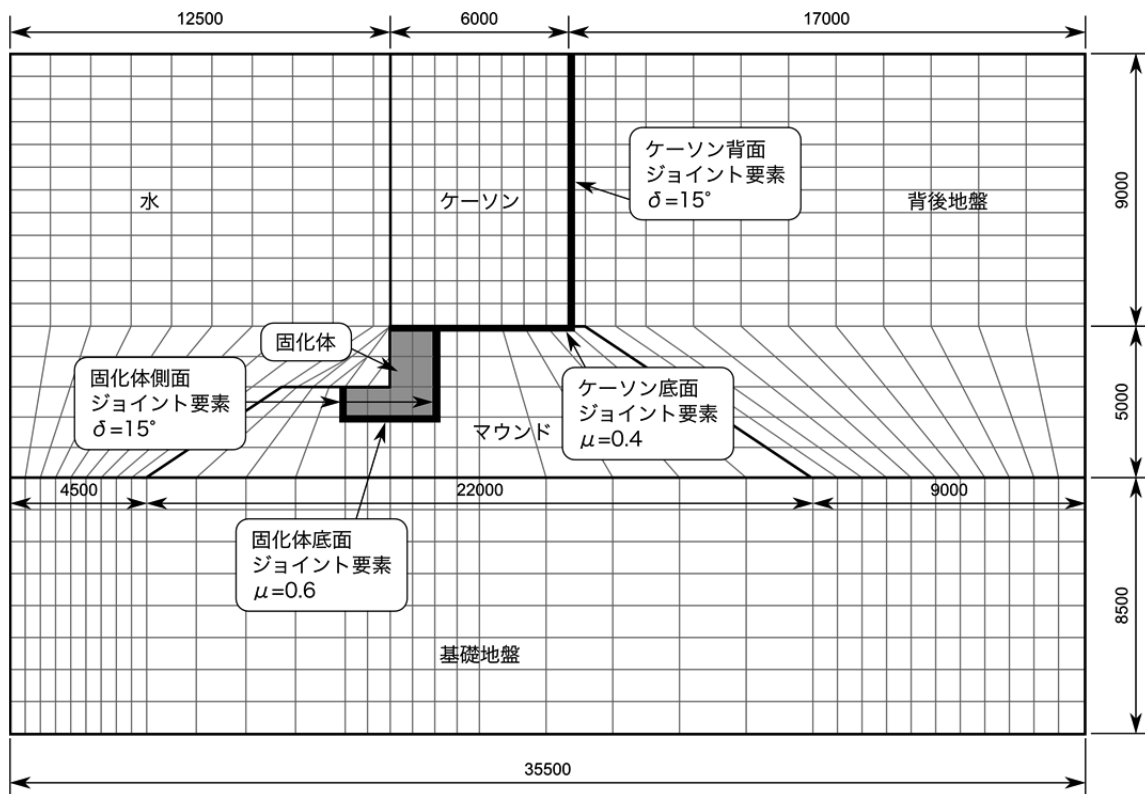 12500
6000
17000
ケーソン背面
ジョイント要素
δ=15°
水
ケーソン
背後地盤
9000
固化体
固化体側面
ジョイント要素
δ=15°
ケーソン底面
ジョイント要素
μ=0.4
マウンド
5000
4500
22000
9000
固化体底面
ジョイント要素
μ=0.6
基礎地盤
8500
35500